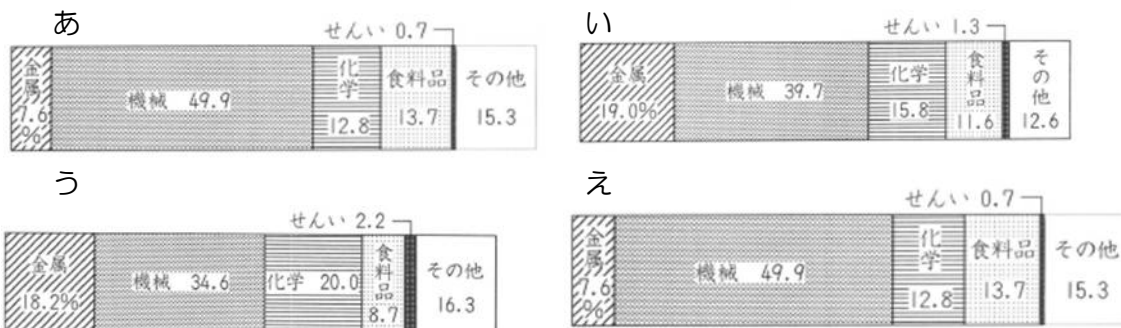 あ
せんい 0.7
金属 7.6%
機械 49.9
化学 12.8
食料品 13.7
その他 15.3
い
せんい 1.3
金属 19.0%
機械 39.7
化学 15.8
食料品 11.6
その他 12.6
う
せんい 2.2
金属 18.2%
機械 34.6
化学 20.0
食料品 8.7
その他 16.3
え
せんい 0.7
金属 7.6%
機械 49.9
化学 12.8
食料品 13.7
その他 15.3